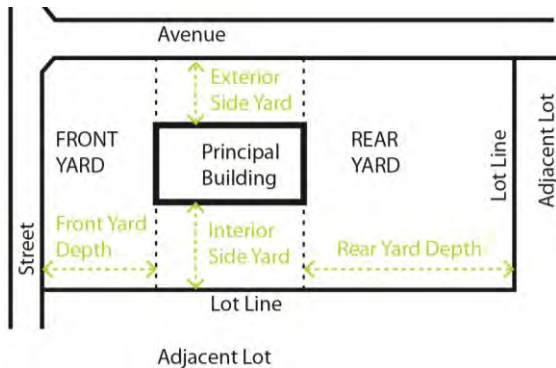 Avenue
Exterior
Side Yard
FRONT
YARD
Principal
Building
REAR
YARD
Lot Line
Adjacent Lot
Front Yard
Depth
Interior
Side Yard
Rear Yard Depth
Street
Lot Line
Adjacent Lot